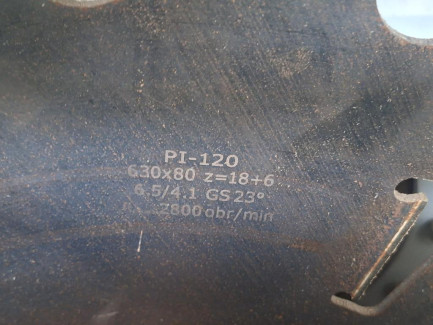 PI-120
630x80 z=18+6
6.5/4.1 GS 23°
2800 obr/min